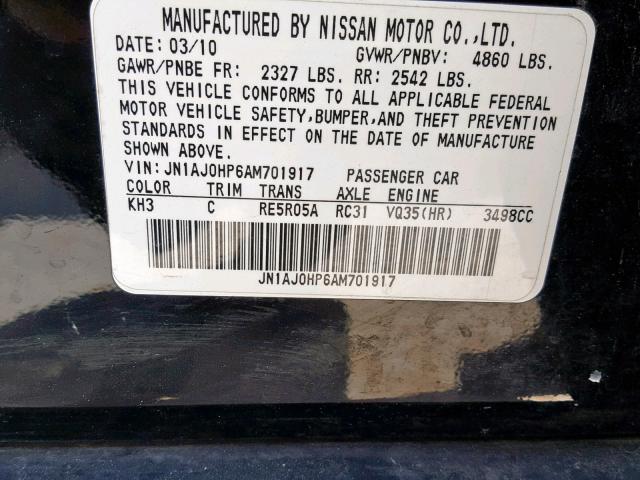 MANUFACTURED BY NISSAN MOTOR CO.,LTD.
DATE: 03/10 GVWR/PNBV: 4860 LBS.
GAWR/PNBE FR: 2327 LBS. RR: 2542 LBS.
THIS VEHICLE CONFORMS TO ALL APPLICABLE FEDERAL
MOTOR VEHICLE SAFETY,BUMPER,AND THEFT PREVENTION
STANDARDS IN EFFECT ON THE DATE OF MANUFACTURE
SHOWN ABOVE.
VIN: JN1AJ0HP6AM701917 PASSENGER CAR
COLOR TRIM TRANS AXLE ENGINE
KH3 C RE5R05A RC31 VQ35(HR) 3498CC
JN1AJ0HP6AM701917